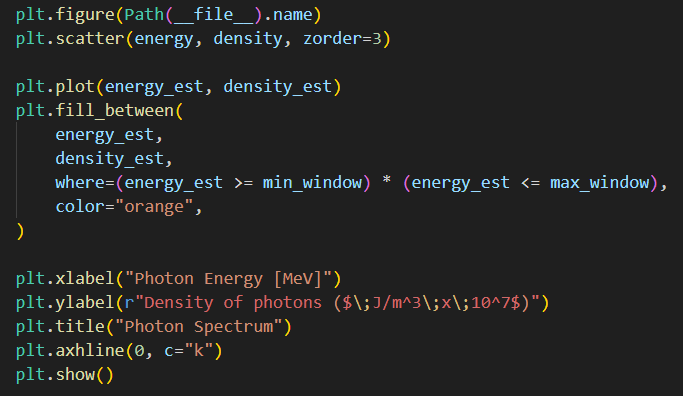 plt.figure(Path(__file__).name)
plt.scatter(energy, density, zorder=3)

plt.plot(energy_est, density_est)
plt.fill_between(
    energy_est,
    density_est,
    where=(energy_est >= min_window) * (energy_est <= max_window),
    color="orange",
)

plt.xlabel("Photon Energy [MeV]")
plt.ylabel(r"Density of photons ($\;J/m^3\;x\;10^7$)")
plt.title("Photon Spectrum")
plt.axhline(0, c="k")
plt.show()